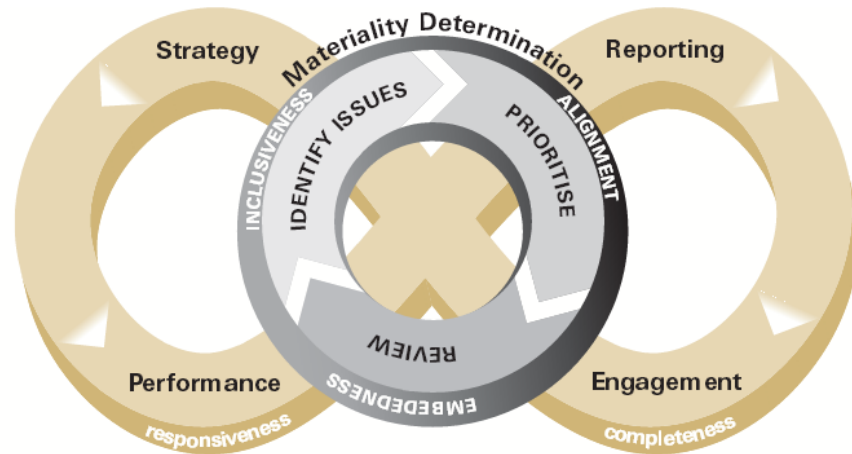 Materiality Determination
Strategy
Reporting
INCLUSIVENESS
IDENTIFY ISSUES
PRIORITISE
ALIGNMENT
REVIEW
EMBEDEDNESS
Performance
Engagement
responsiveness
completeness